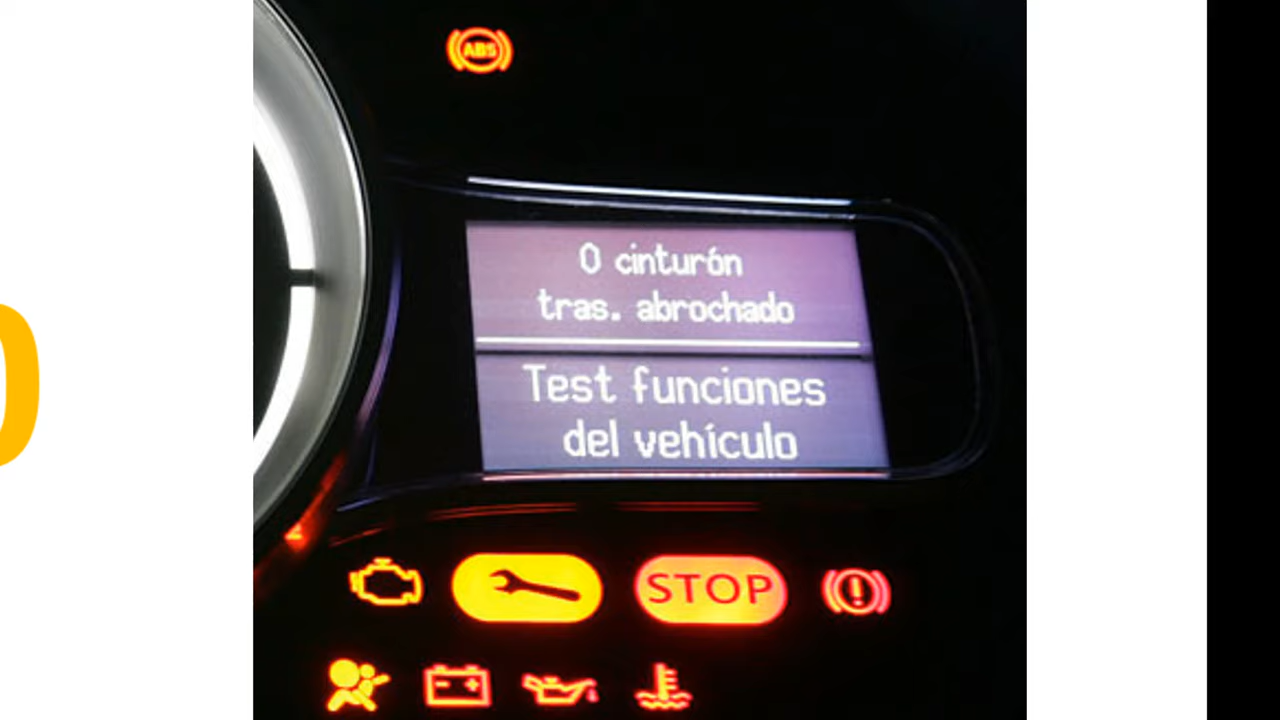 ABS
0 cinturón
tras. abrochado
Test funciones
del vehículo
STOP